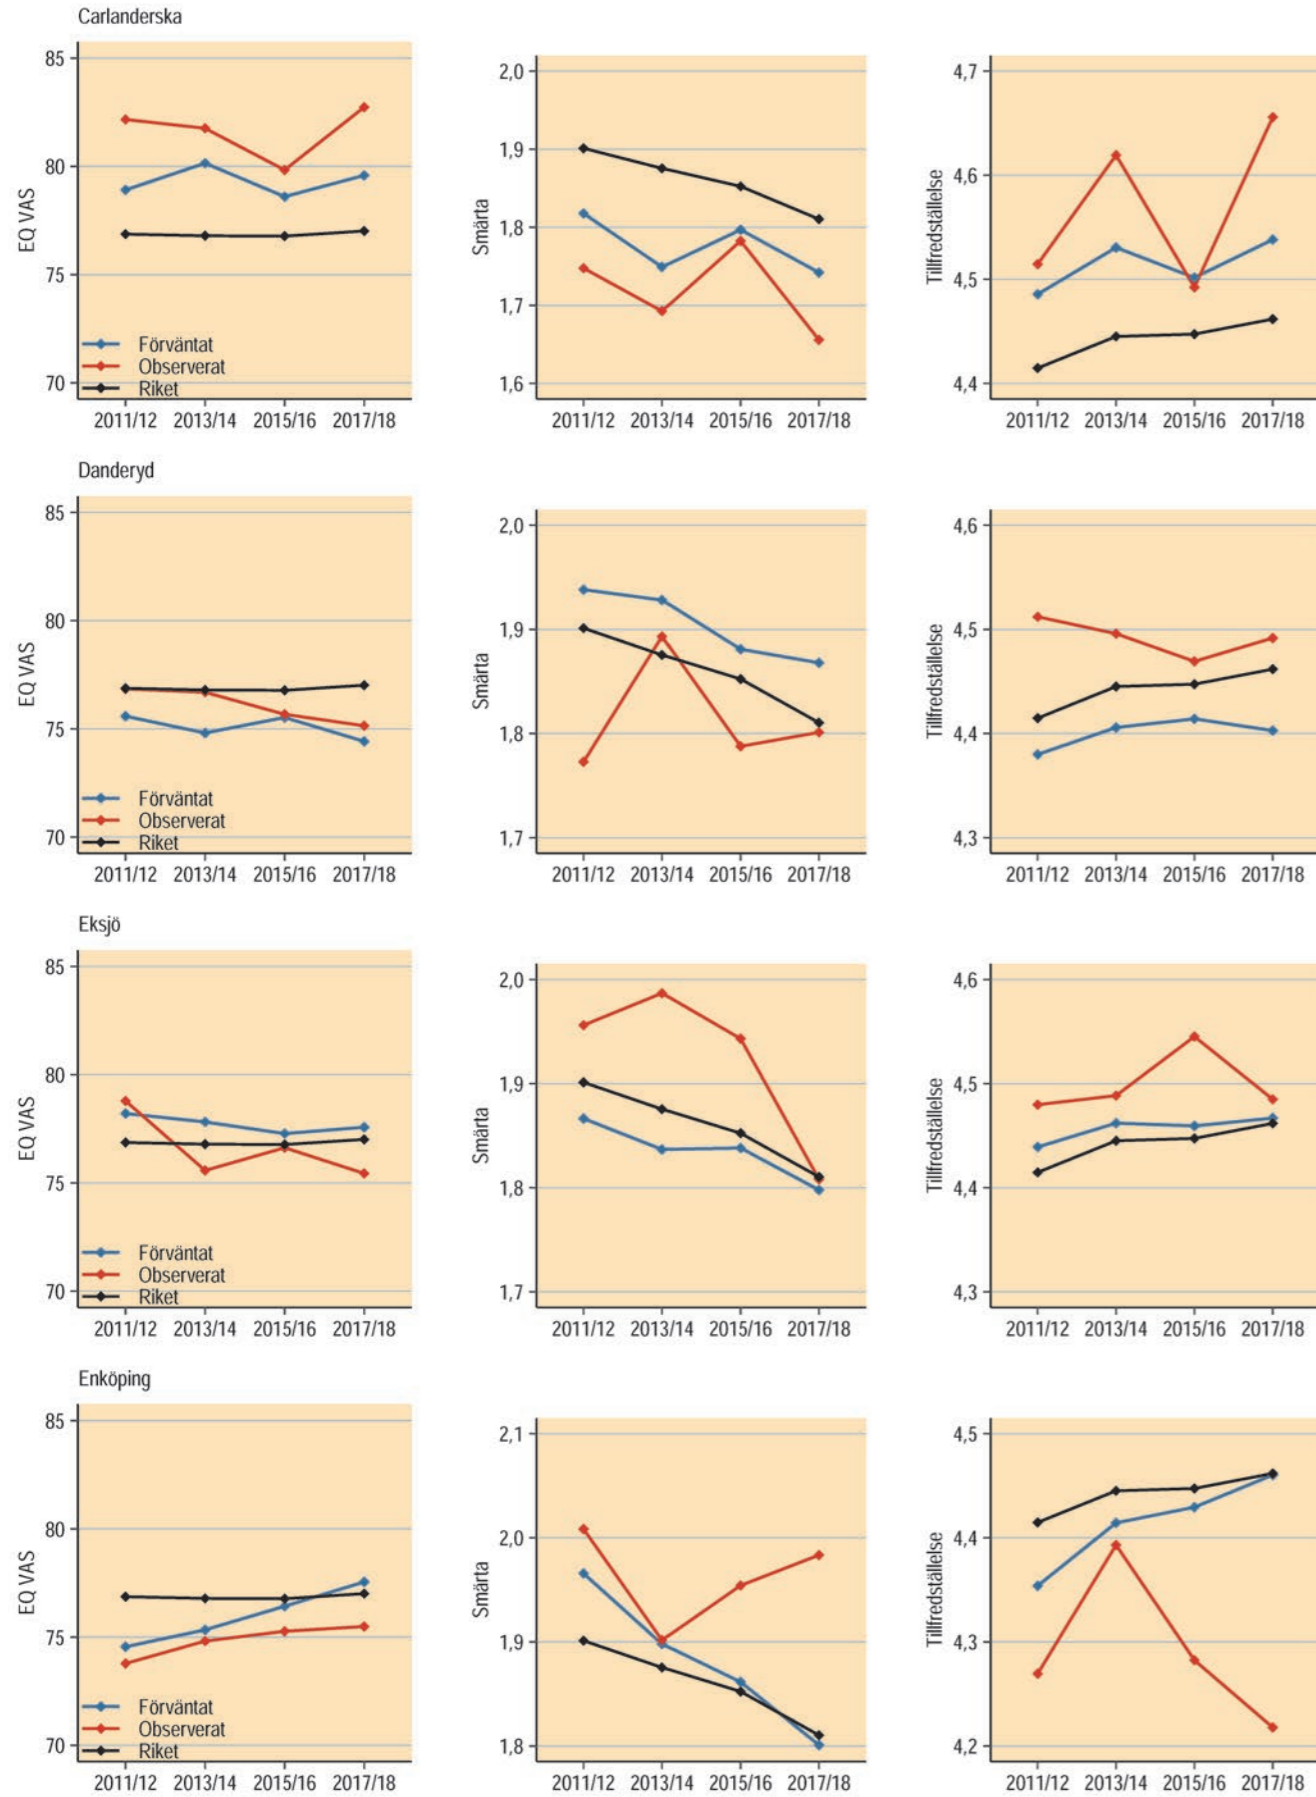 Carlanderska
EQ VAS
85
80
75
70
Förväntat
Observerat
Riket
2011/12 2013/14 2015/16 2017/18
Smärta
2,0
1,9
1,8
1,7
1,6
2011/12 2013/14 2015/16 2017/18
Tillfredställelse
4,7
4,6
4,5
4,4
2011/12 2013/14 2015/16 2017/18
Danderyd
EQ VAS
85
80
75
70
Förväntat
Observerat
Riket
2011/12 2013/14 2015/16 2017/18
Smärta
2,0
1,9
1,8
1,7
2011/12 2013/14 2015/16 2017/18
Tillfredställelse
4,6
4,5
4,4
4,3
2011/12 2013/14 2015/16 2017/18
Eksjö
EQ VAS
85
80
75
70
Förväntat
Observerat
Riket
2011/12 2013/14 2015/16 2017/18
Smärta
2,0
1,9
1,8
1,7
2011/12 2013/14 2015/16 2017/18
Tillfredställelse
4,6
4,5
4,4
4,3
2011/12 2013/14 2015/16 2017/18
Enköping
EQ VAS
85
80
75
70
Förväntat
Observerat
Riket
2011/12 2013/14 2015/16 2017/18
Smärta
2,1
2,0
1,9
1,8
2011/12 2013/14 2015/16 2017/18
Tillfredställelse
4,5
4,4
4,3
4,2
2011/12 2013/14 2015/16 2017/18